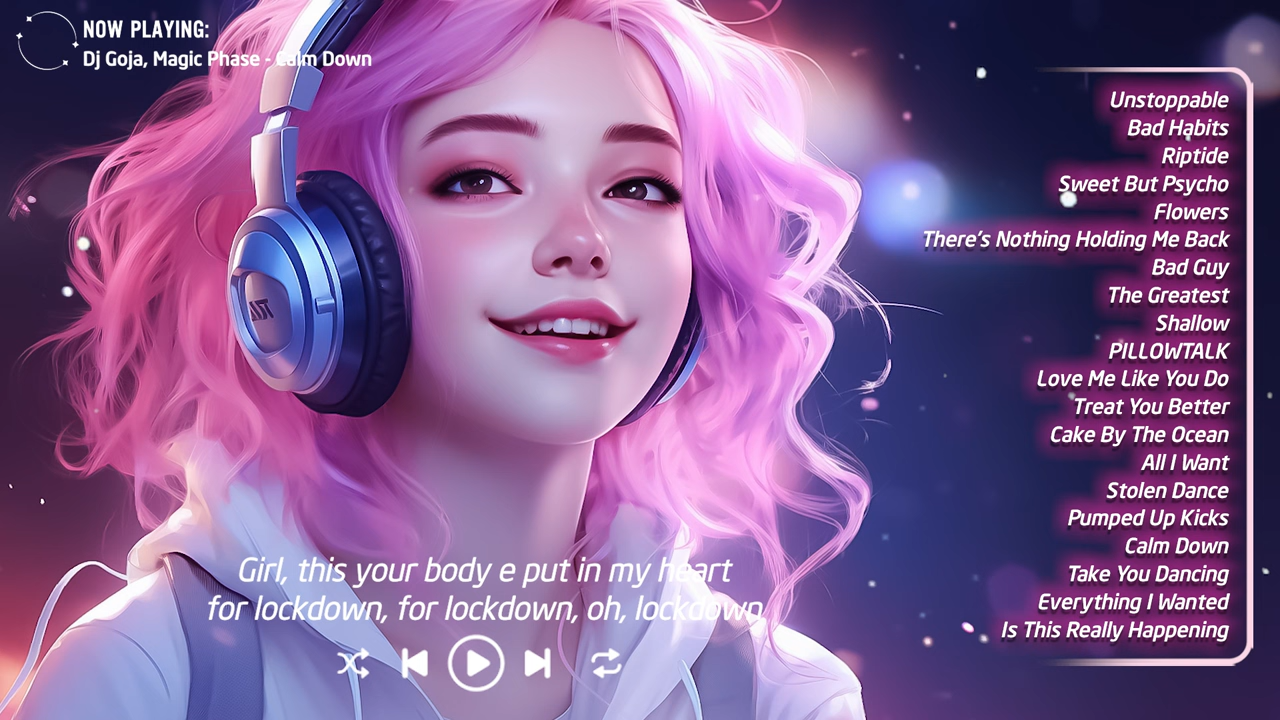 NOW PLAYING:
Dj Goja, Magic Phase - Calm Down
Unstoppable
Bad Habits
Riptide
Sweet But Psycho
Flowers
There's Nothing Holding Me Back
Bad Guy
The Greatest
Shallow
PILLOWTALK
Love Me Like You Do
Treat You Better
Cake By The Ocean
All I Want
Stolen Dance
Pumped Up Kicks
Calm Down
Take You Dancing
Everything I Wanted
Is This Really Happening
Girl, this your body e put in my heart
for lockdown, for lockdown, oh, lockdown